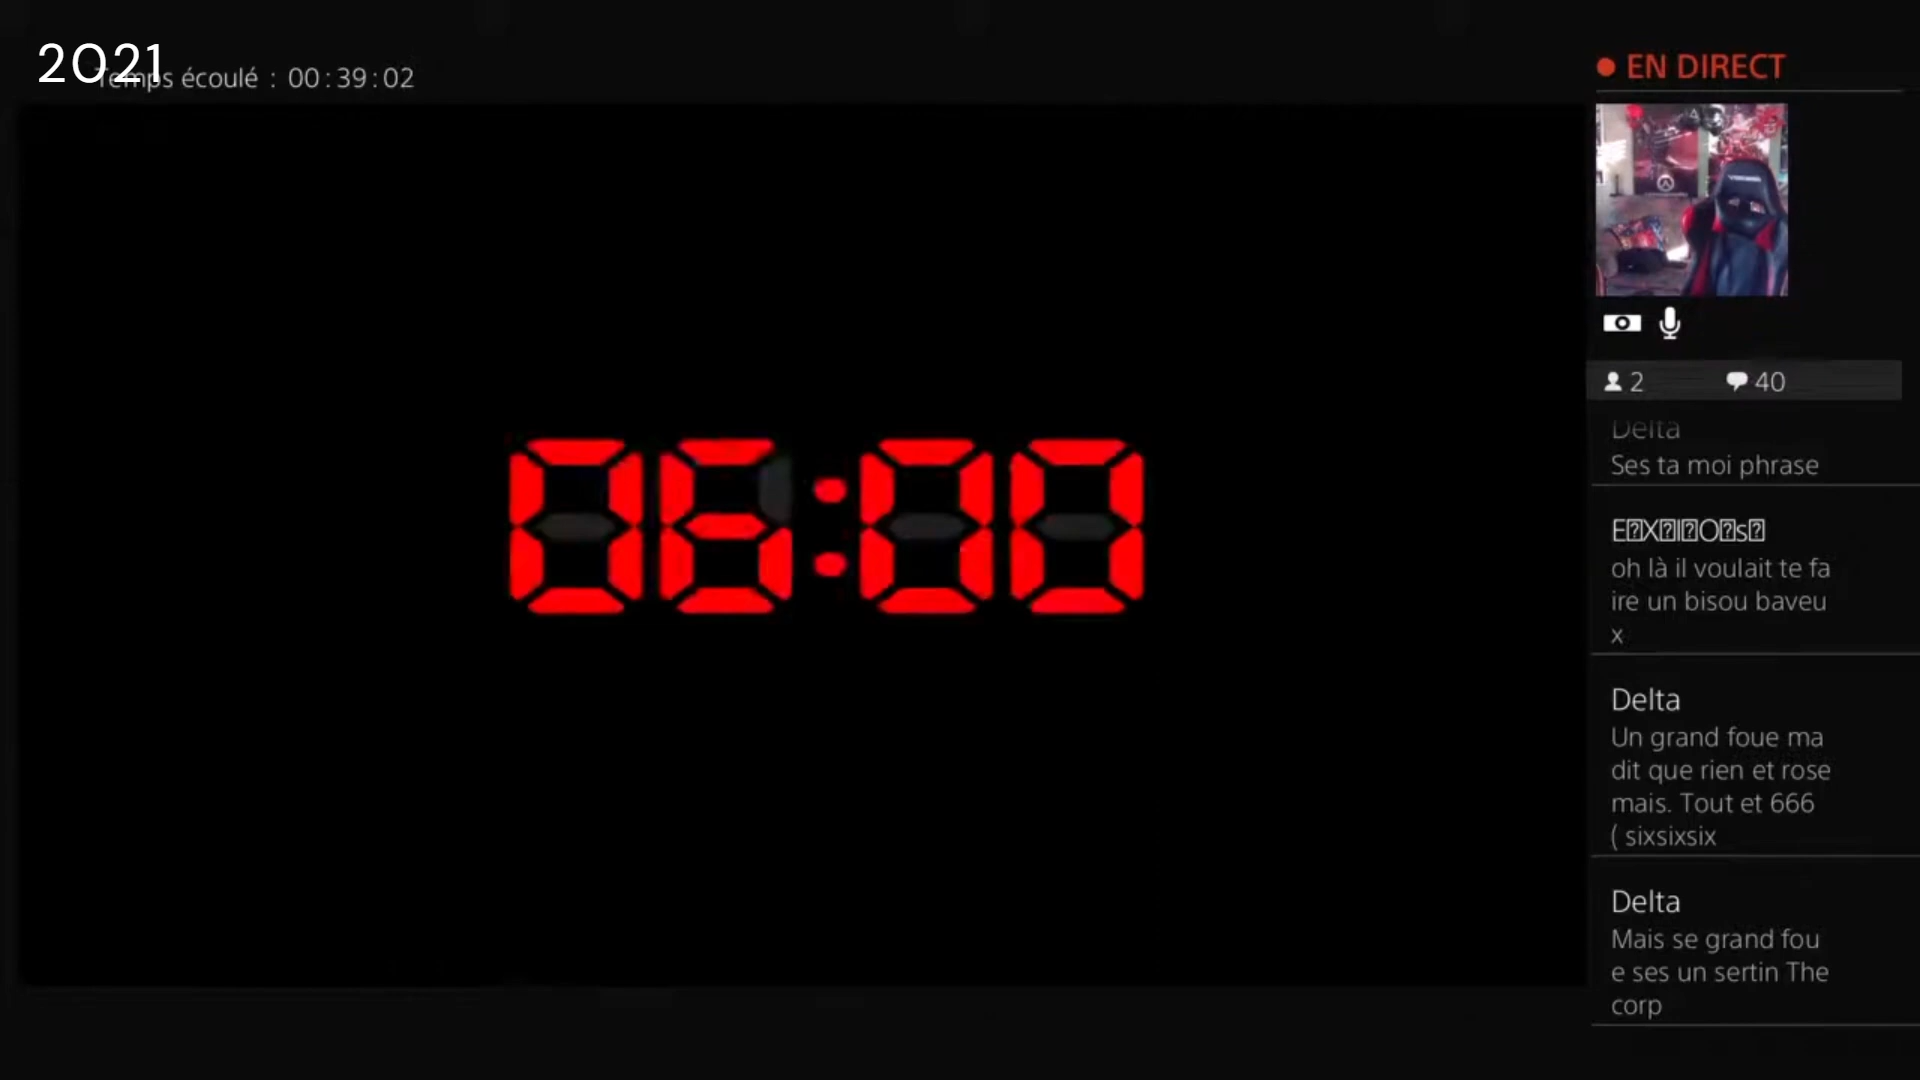 2021
Temps écoulé : 00:39:02
EN DIRECT
2
40
06:00
Delta
Ses ta moi phrase
E⍰X⍰I⍰O⍰s⍰
oh là il voulait te fa
ire un bisou baveu
x
Delta
Un grand foue ma
dit que rien et rose
mais. Tout et 666
( sixsixsix
Delta
Mais se grand fou
e ses un sertin The
corp